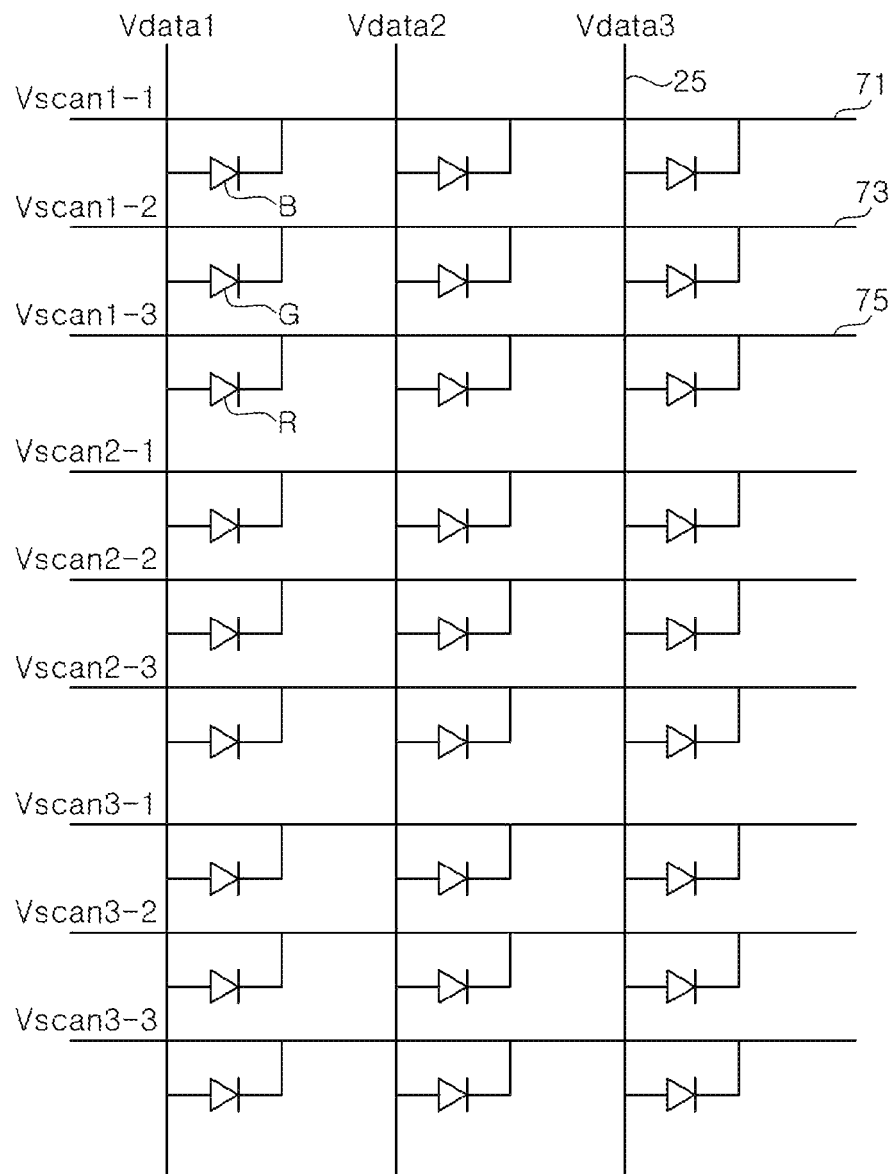 Vdata1 Vdata2 Vdata3
25
Vscan1-1 71
B
Vscan1-2 73
G
Vscan1-3 75
R
Vscan2-1
Vscan2-2
Vscan2-3
Vscan3-1
Vscan3-2
Vscan3-3